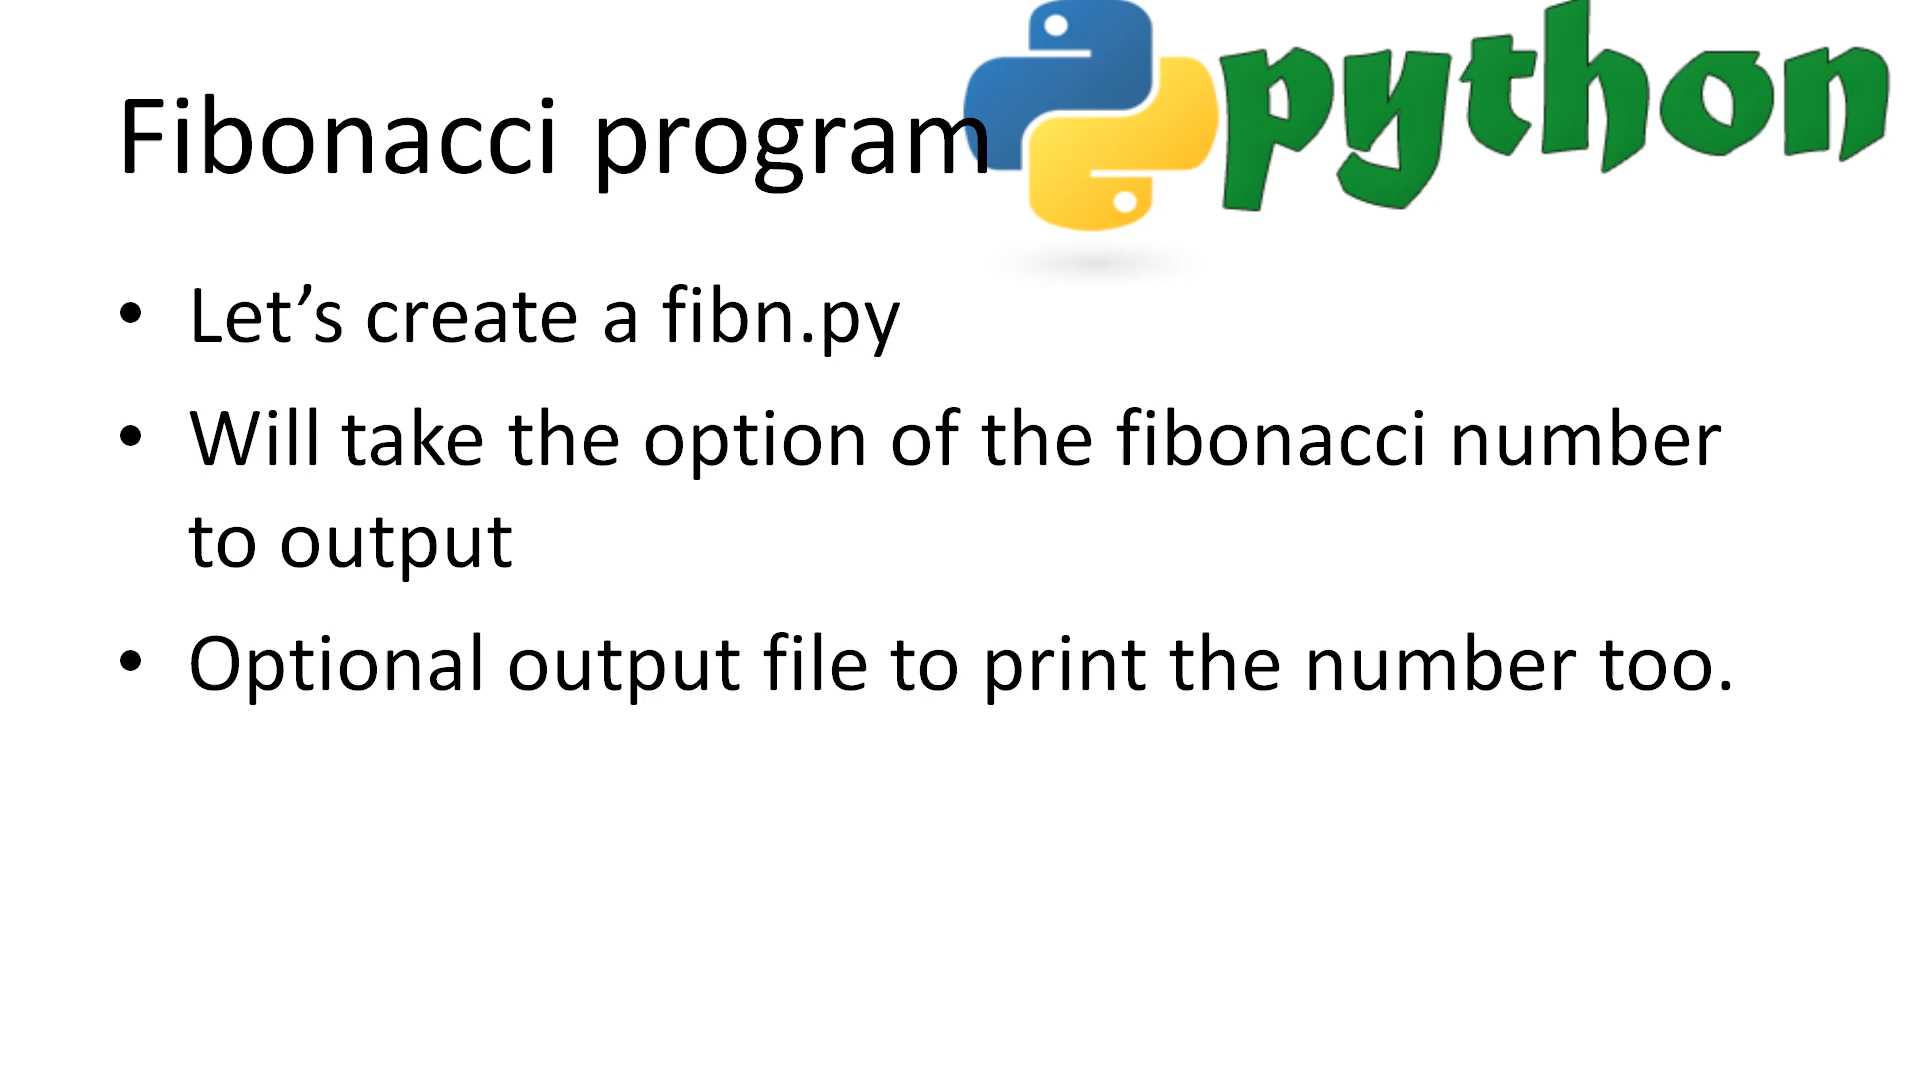 Fibonacci program
python
• Let’s create a fibn.py
• Will take the option of the fibonacci number
to output
• Optional output file to print the number too.